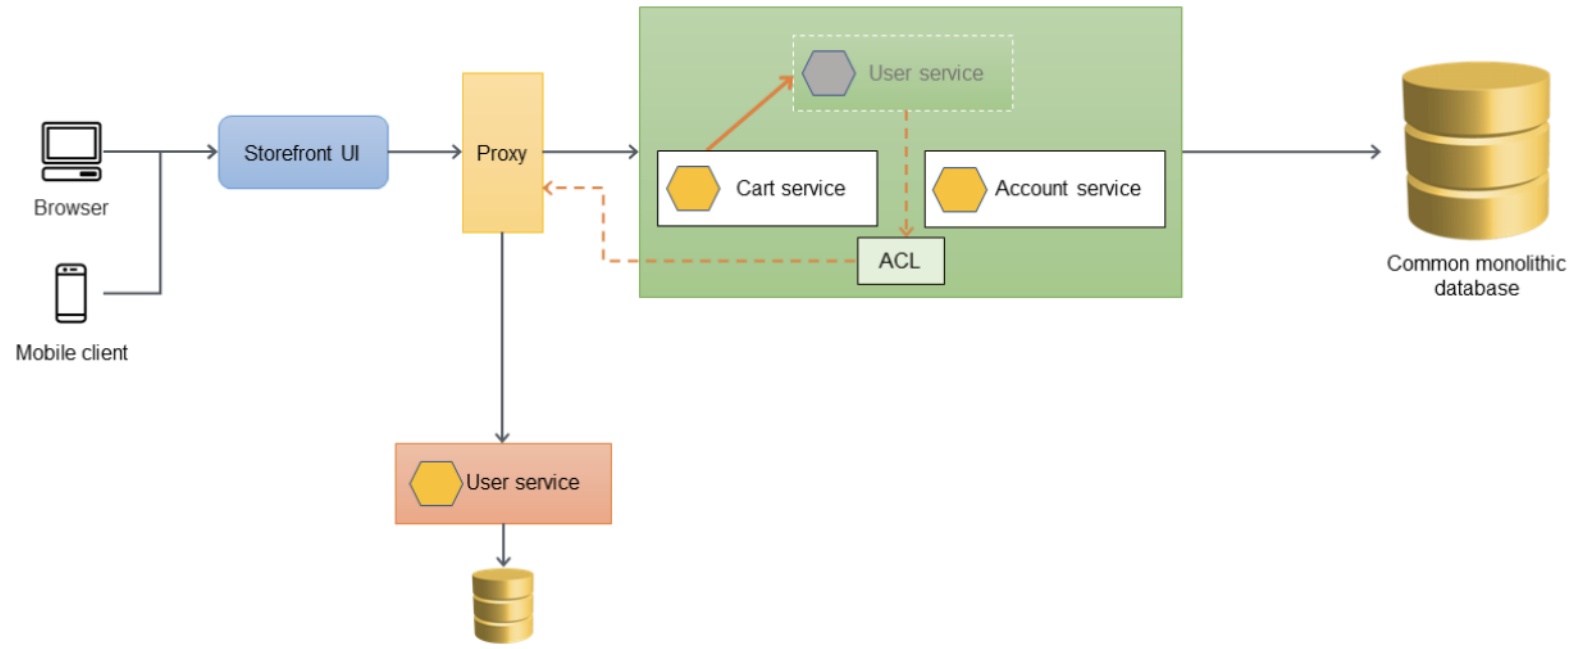 Browser
Mobile client
Storefront UI
Proxy
User service
Cart service
Account service
ACL
Common monolithic
database
User service